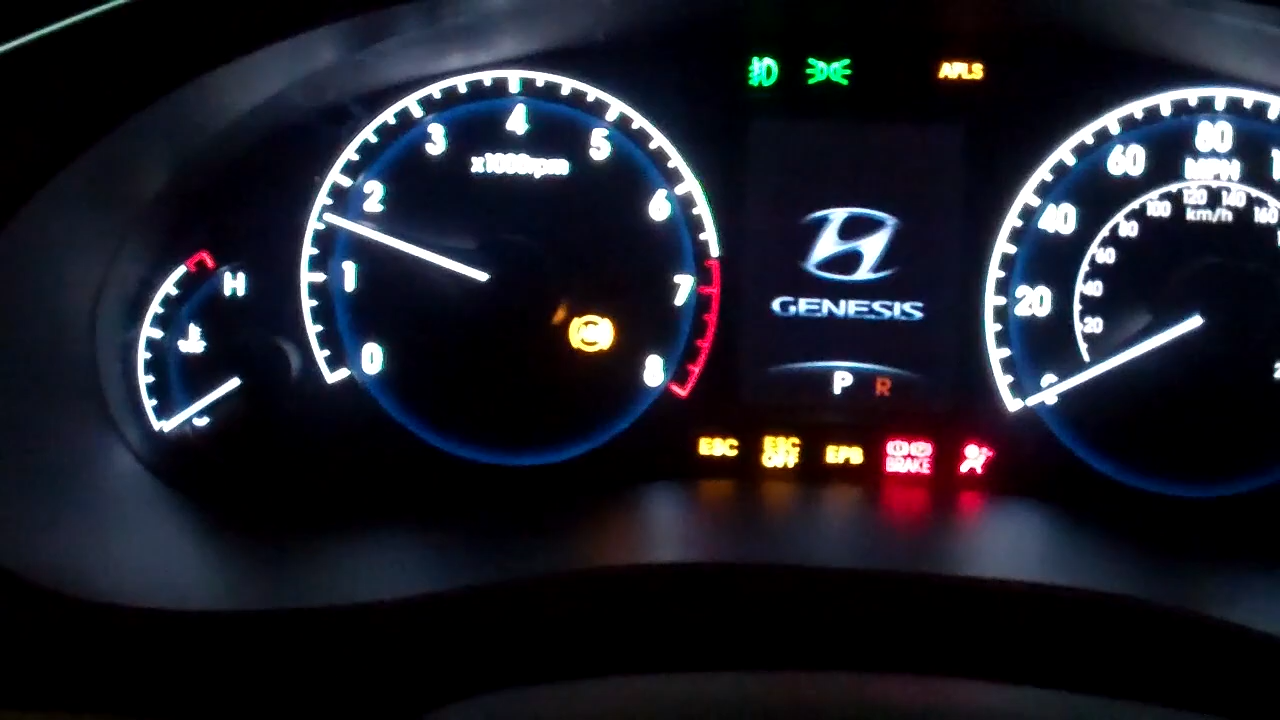 AFLS
0 1 2 3 4 5 6 7 8
x1000rpm
H
GENESIS
P R
0 20 40 60 80
MPH
20 40 60 80 100 120 140 160
km/h
ESC
ESC
OFF
EPB
BRAKE